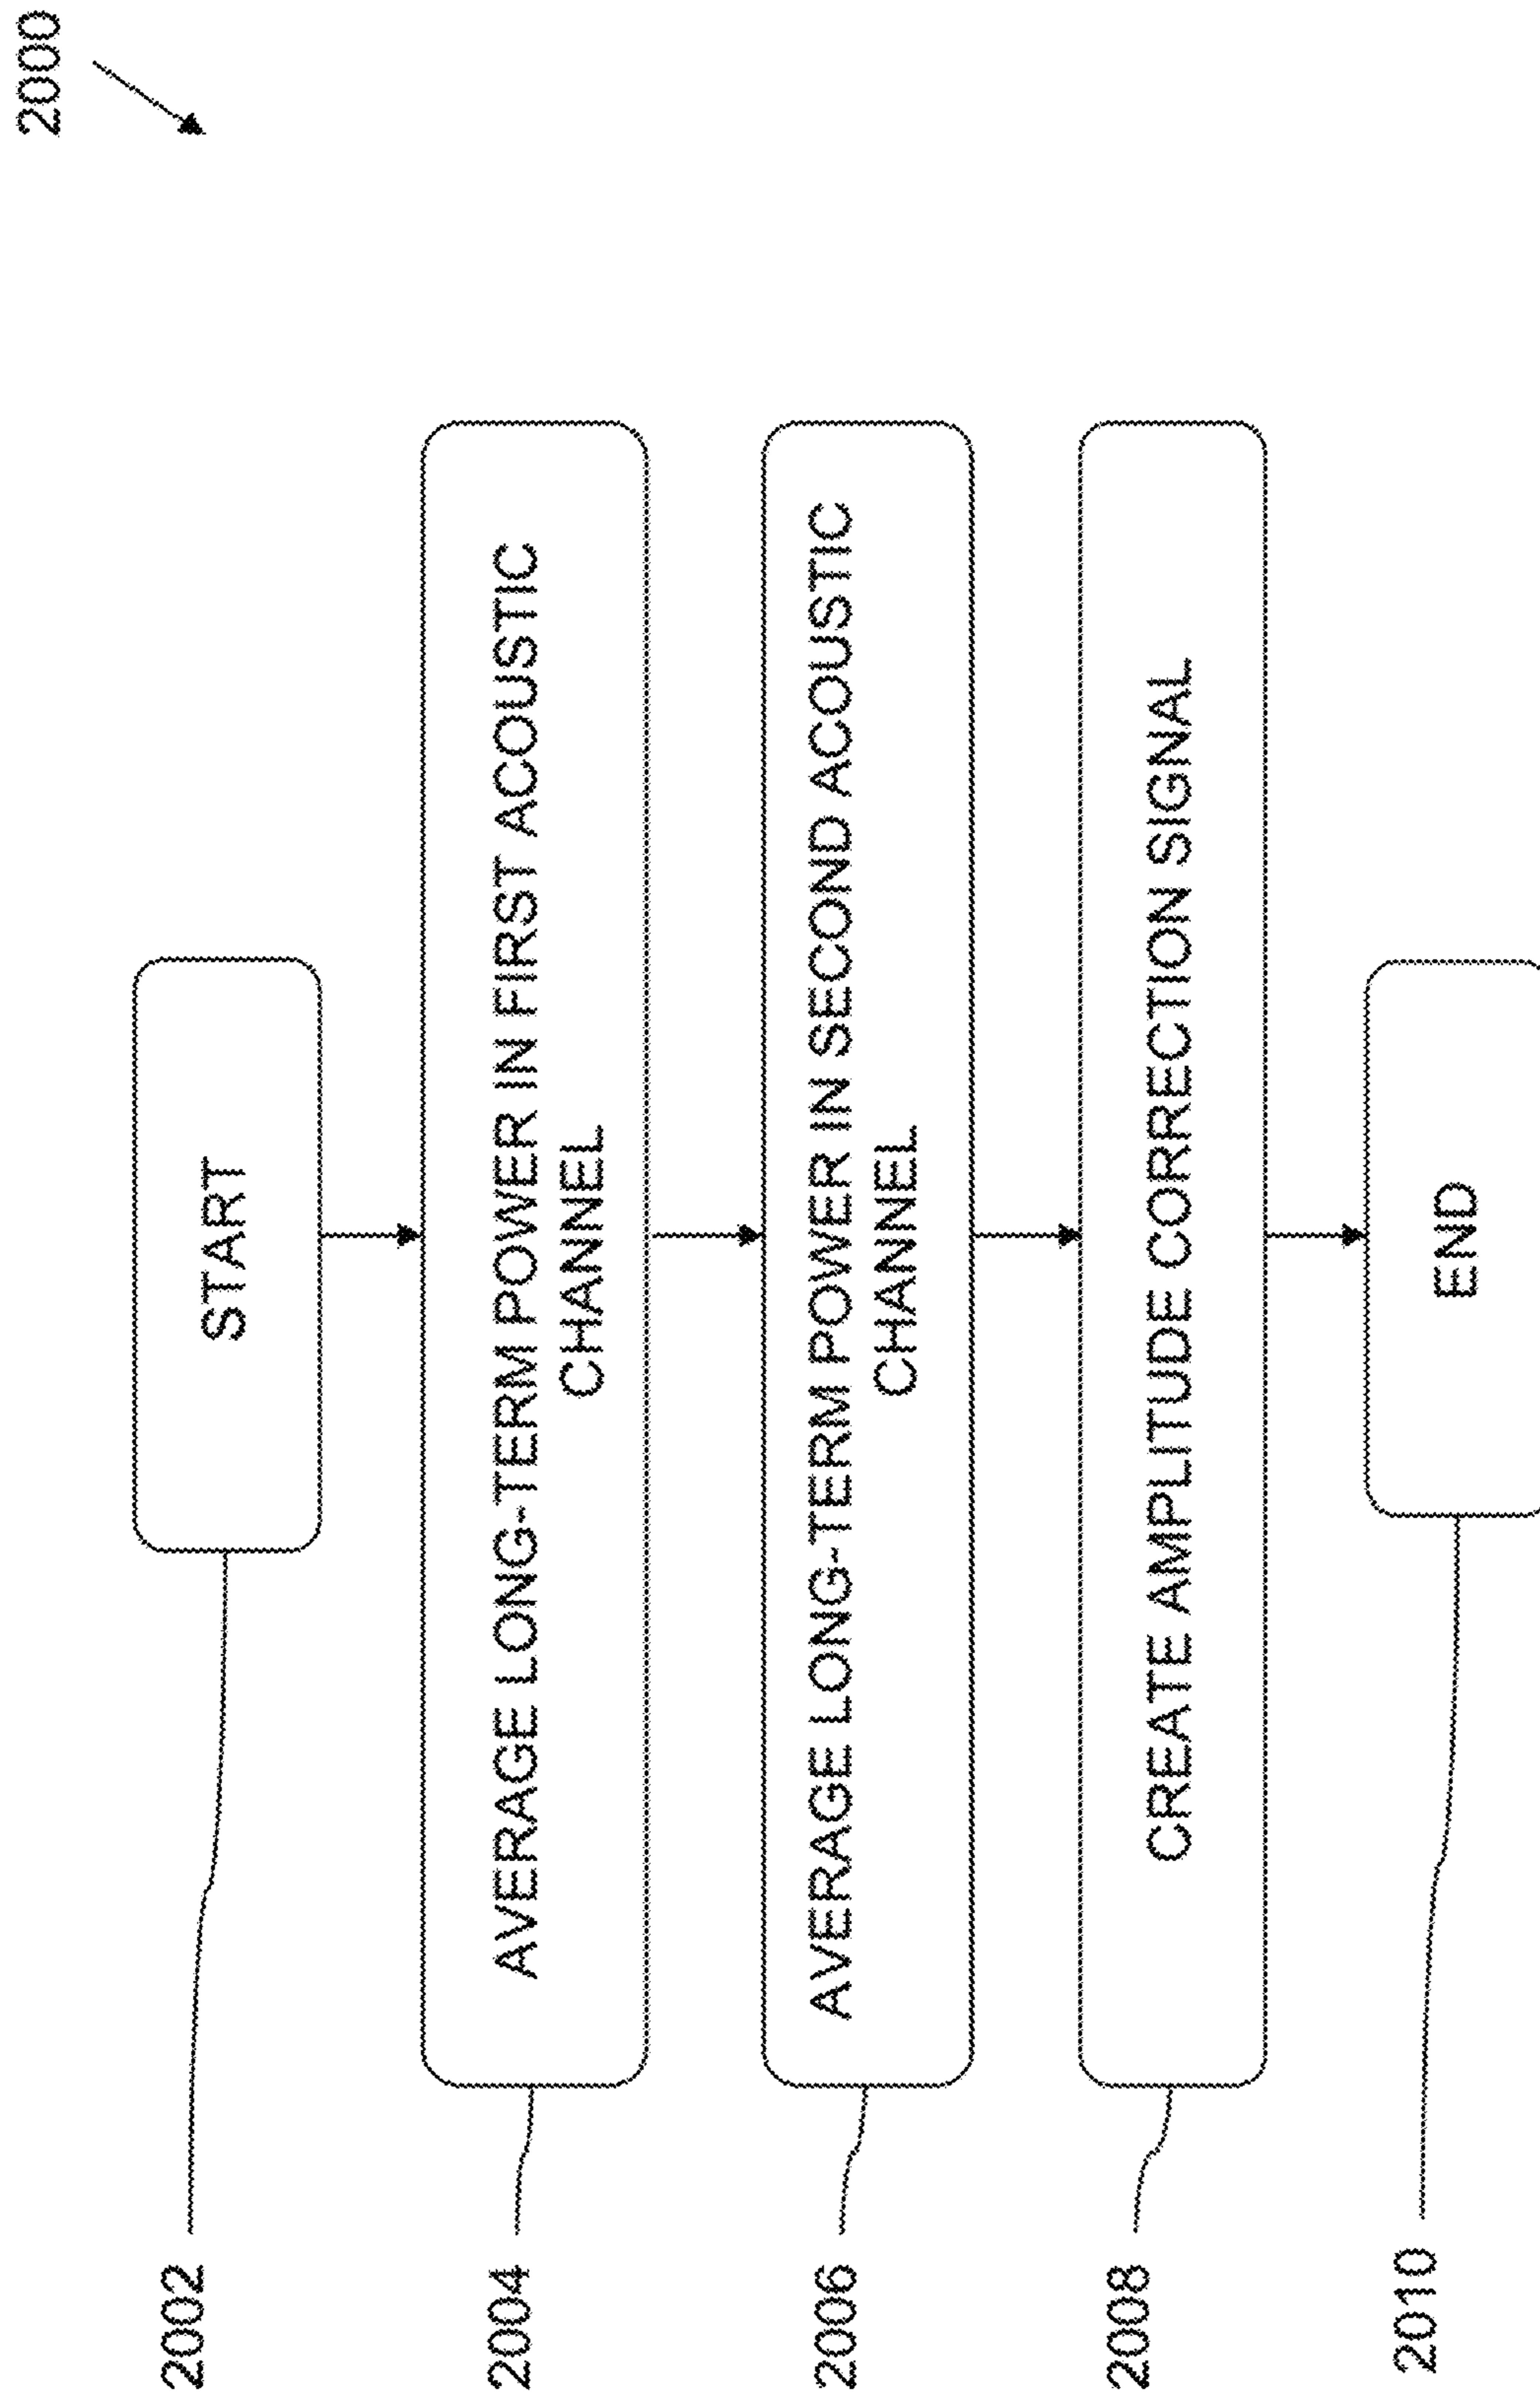 2000
2002
START
2004
AVERAGE LONG-TERM POWER IN FIRST ACOUSTIC
CHANNEL
2006
AVERAGE LONG-TERM POWER IN SECOND ACOUSTIC
CHANNEL
2008
CREATE AMPLITUDE CORRECTION SIGNAL
2010
END